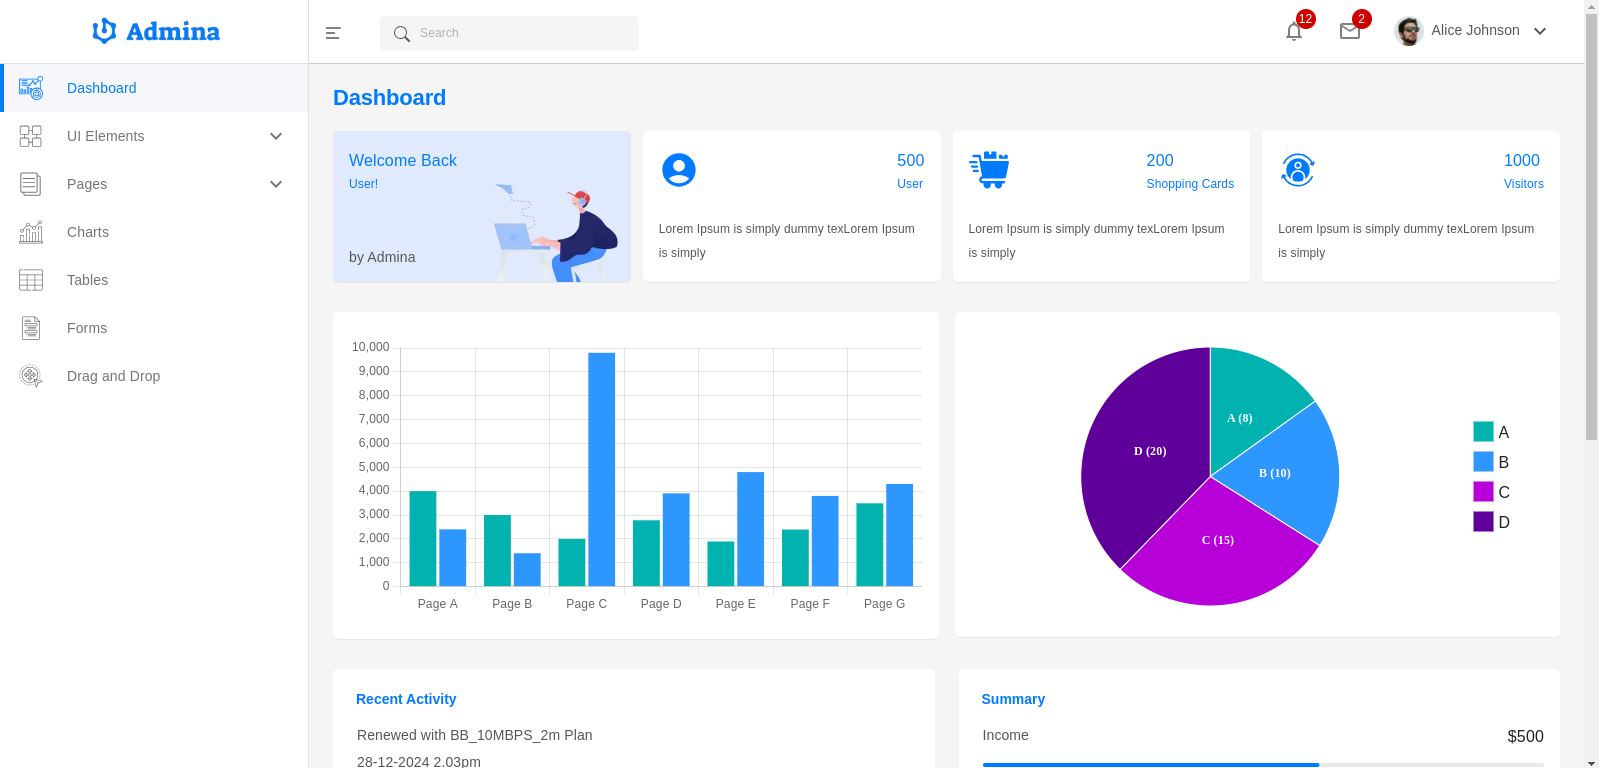 Admina
Search
12
2
Alice Johnson
Dashboard
UI Elements
Pages
Charts
Tables
Forms
Drag and Drop
Dashboard
Welcome Back
User!
by Admina
500
User
Lorem Ipsum is simply dummy texLorem Ipsum
is simply
200
Shopping Cards
Lorem Ipsum is simply dummy texLorem Ipsum
is simply
1000
Visitors
Lorem Ipsum is simply dummy texLorem Ipsum
is simply
10,000
9,000
8,000
7,000
6,000
5,000
4,000
3,000
2,000
1,000
0
Page A Page B Page C Page D Page E Page F Page G
A (8)
B (10)
C (15)
D (20)
A
B
C
D
Recent Activity
Renewed with BB_10MBPS_2m Plan
28-12-2024 2.03pm
Summary
Income $500